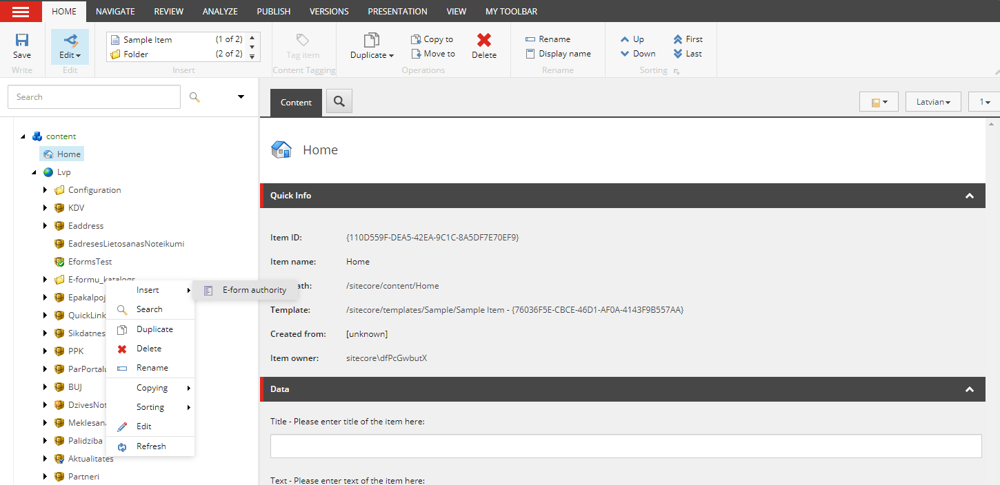 HOME NAVIGATE REVIEW ANALYZE PUBLISH VERSIONS PRESENTATION VIEW MY TOOLBAR
Save
Write
Edit
Edit
Sample Item (1 of 2)
Folder (2 of 2)
Insert
Tag item
Content Tagging
Duplicate
Copy to
Move to
Delete
Operations
Rename
Display name
Rename
Up First
Down Last
Sorting
Search
content
Home
Lvp
Configuration
KDV
Eaddress
EadresesLietosanasNoteikumi
EformsTest
E-formu_katalogs
Epakalpoj
QuickLink
Sikdatnes
PPK
ParPortalu
BUJ
DzivesNot
Meklesana
Palidziba
Aktualitates
Partneri
Insert
Search
Duplicate
Delete
Rename
Copying
Sorting
Edit
Refresh
E-form authority
Content
Latvian
1
Home
Quick Info
Item ID: {110D559F-DEA5-42EA-9C1C-8A5DF7E70EF9}
Item name: Home
ath: /sitecore/content/Home
Template: /sitecore/templates/Sample/Sample Item - {76036F5E-CBCE-46D1-AF0A-4143F9B557AA}
Created from: [unknown]
Item owner: sitecore\dfPcGwbutX
Data
Title - Please enter title of the item here:
Text - Please enter text of the item here: